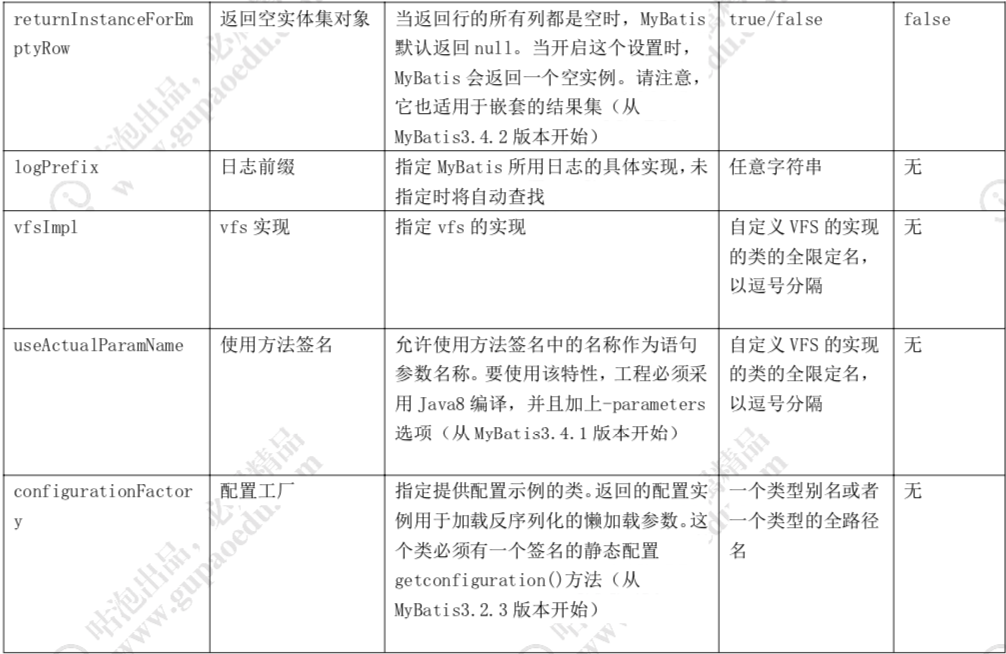 returnInstanceForEm
ptyRow
返回空实体集对象
当返回行的所有列都是空时，MyBatis
默认返回 null。当开启这个设置时，
MyBatis 会返回一个空实例。请注意，
它也适用于嵌套的结果集（从
MyBatis3.4.2 版本开始）
true/false
false
logPrefix
日志前缀
指定 MyBatis 所用日志的具体实现，未
指定时将自动查找
任意字符串
无
vfsImpl
vfs 实现
指定 vfs 的实现
自定义 VFS 的实现
的类的全限定名，
以逗号分隔
无
useActualParamName
使用方法签名
允许使用方法签名中的名称作为语句
参数名称。要使用该特性，工程必须采
用 Java8 编译，并且加上-parameters
选项（从 MyBatis3.4.1 版本开始）
自定义 VFS 的实现
的类的全限定名，
以逗号分隔
无
configurationFactor
y
配置工厂
指定提供配置示例的类。返回的配置实
例用于加载反序列化的懒加载参数。这
个类必须有一个签名的静态配置
getconfiguration()方法（从
MyBatis3.2.3 版本开始）
一个类型别名或者
一个类型的全路径
名
无